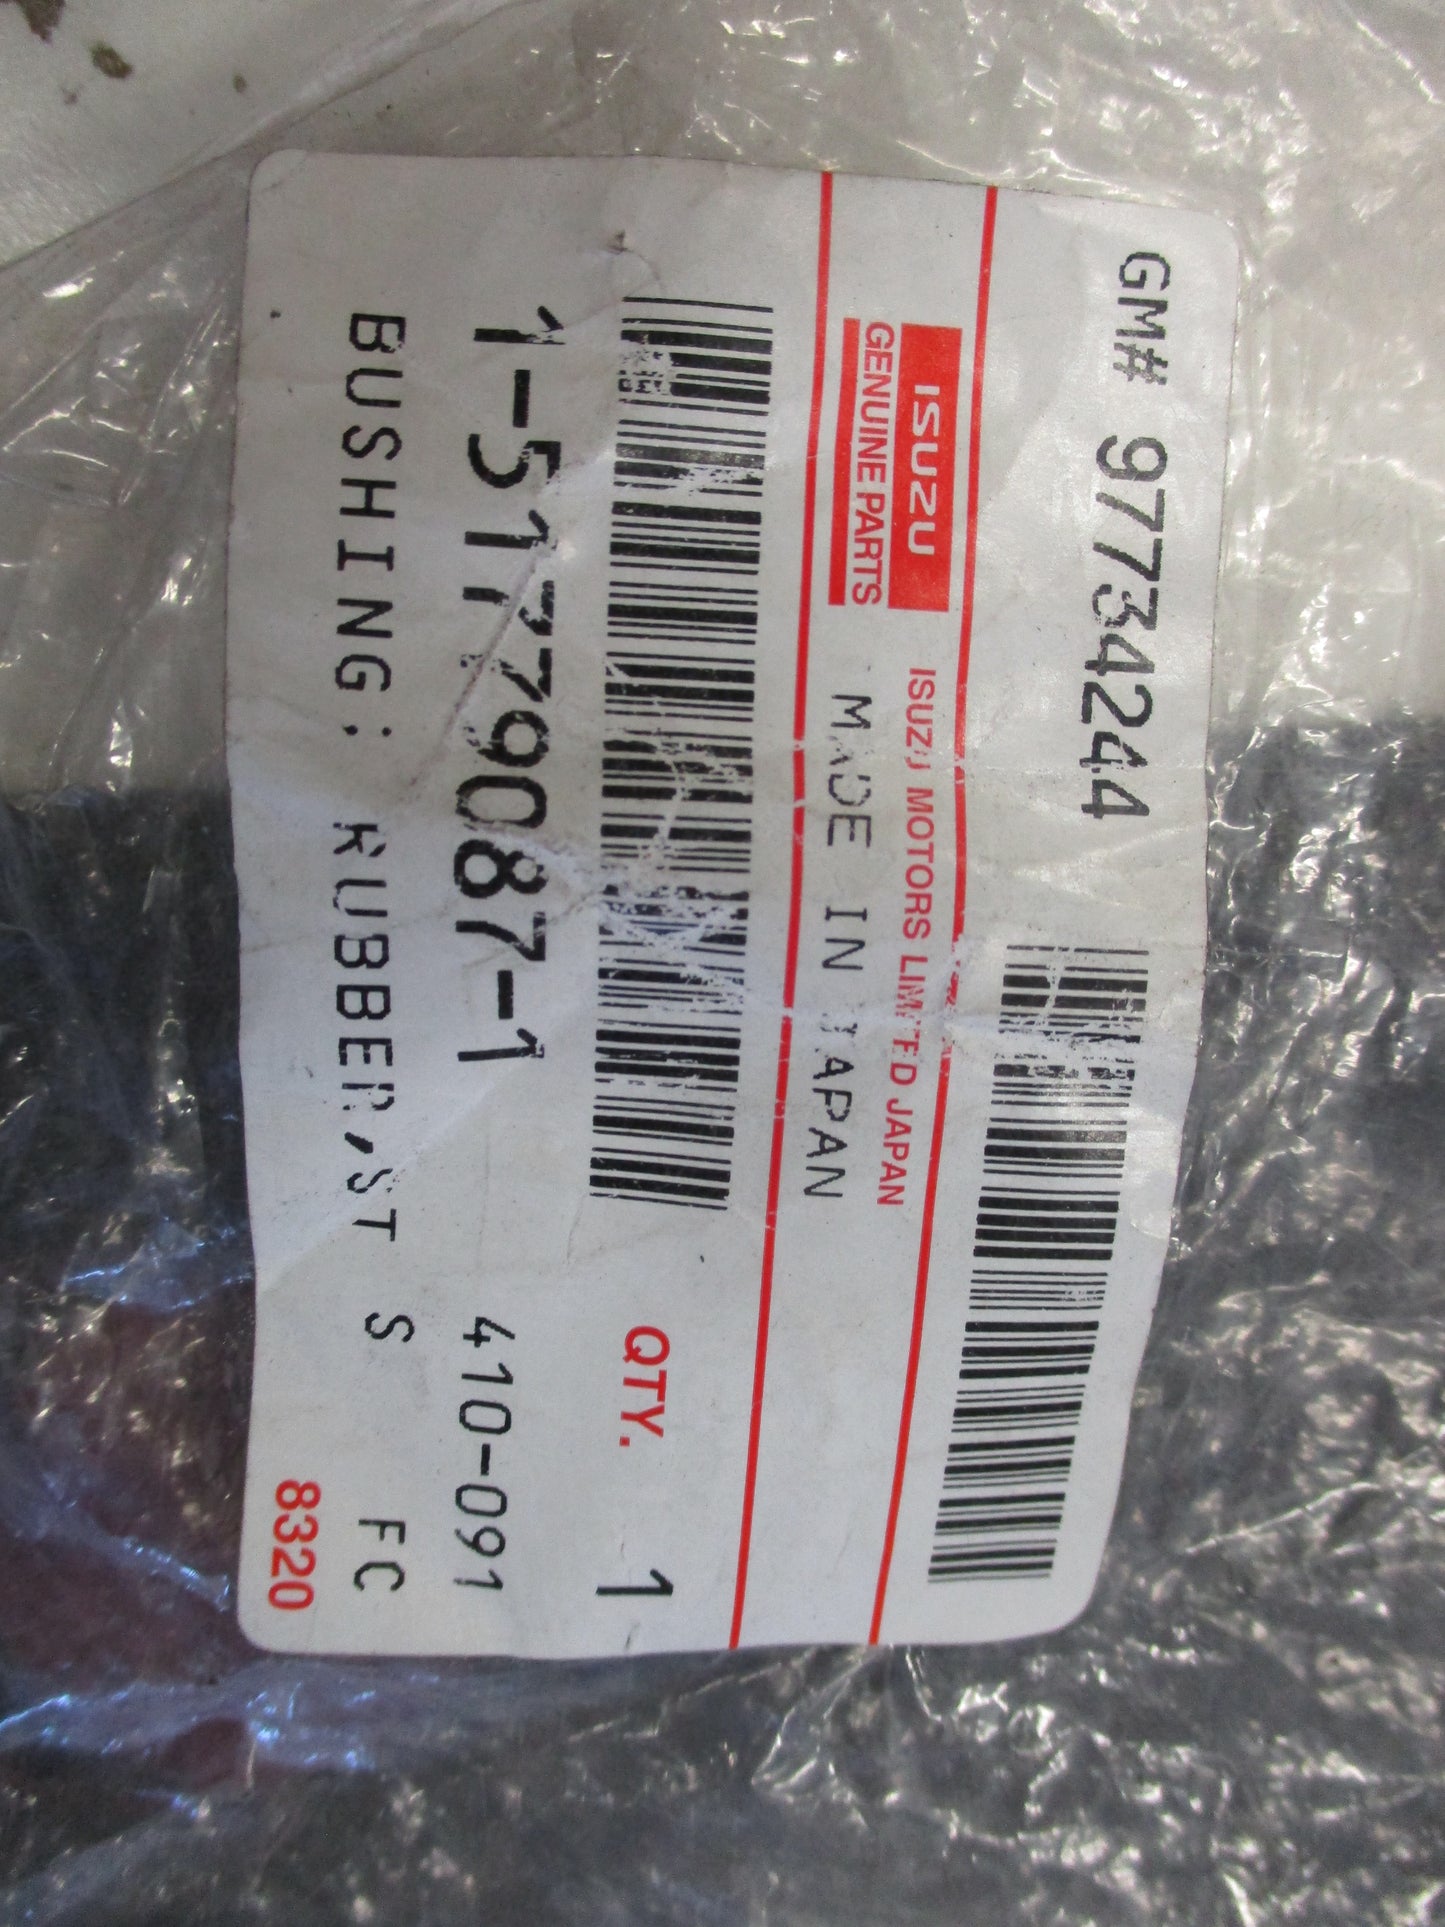 GM# 97734244
ISUZU
GENUINE PARTS
ISUZU MOTORS LIMITED JAPAN
MADE IN JAPAN
QTY. 1
1-51779087-1 410-091
BUSHING: RUBBER,ST S FC
8320